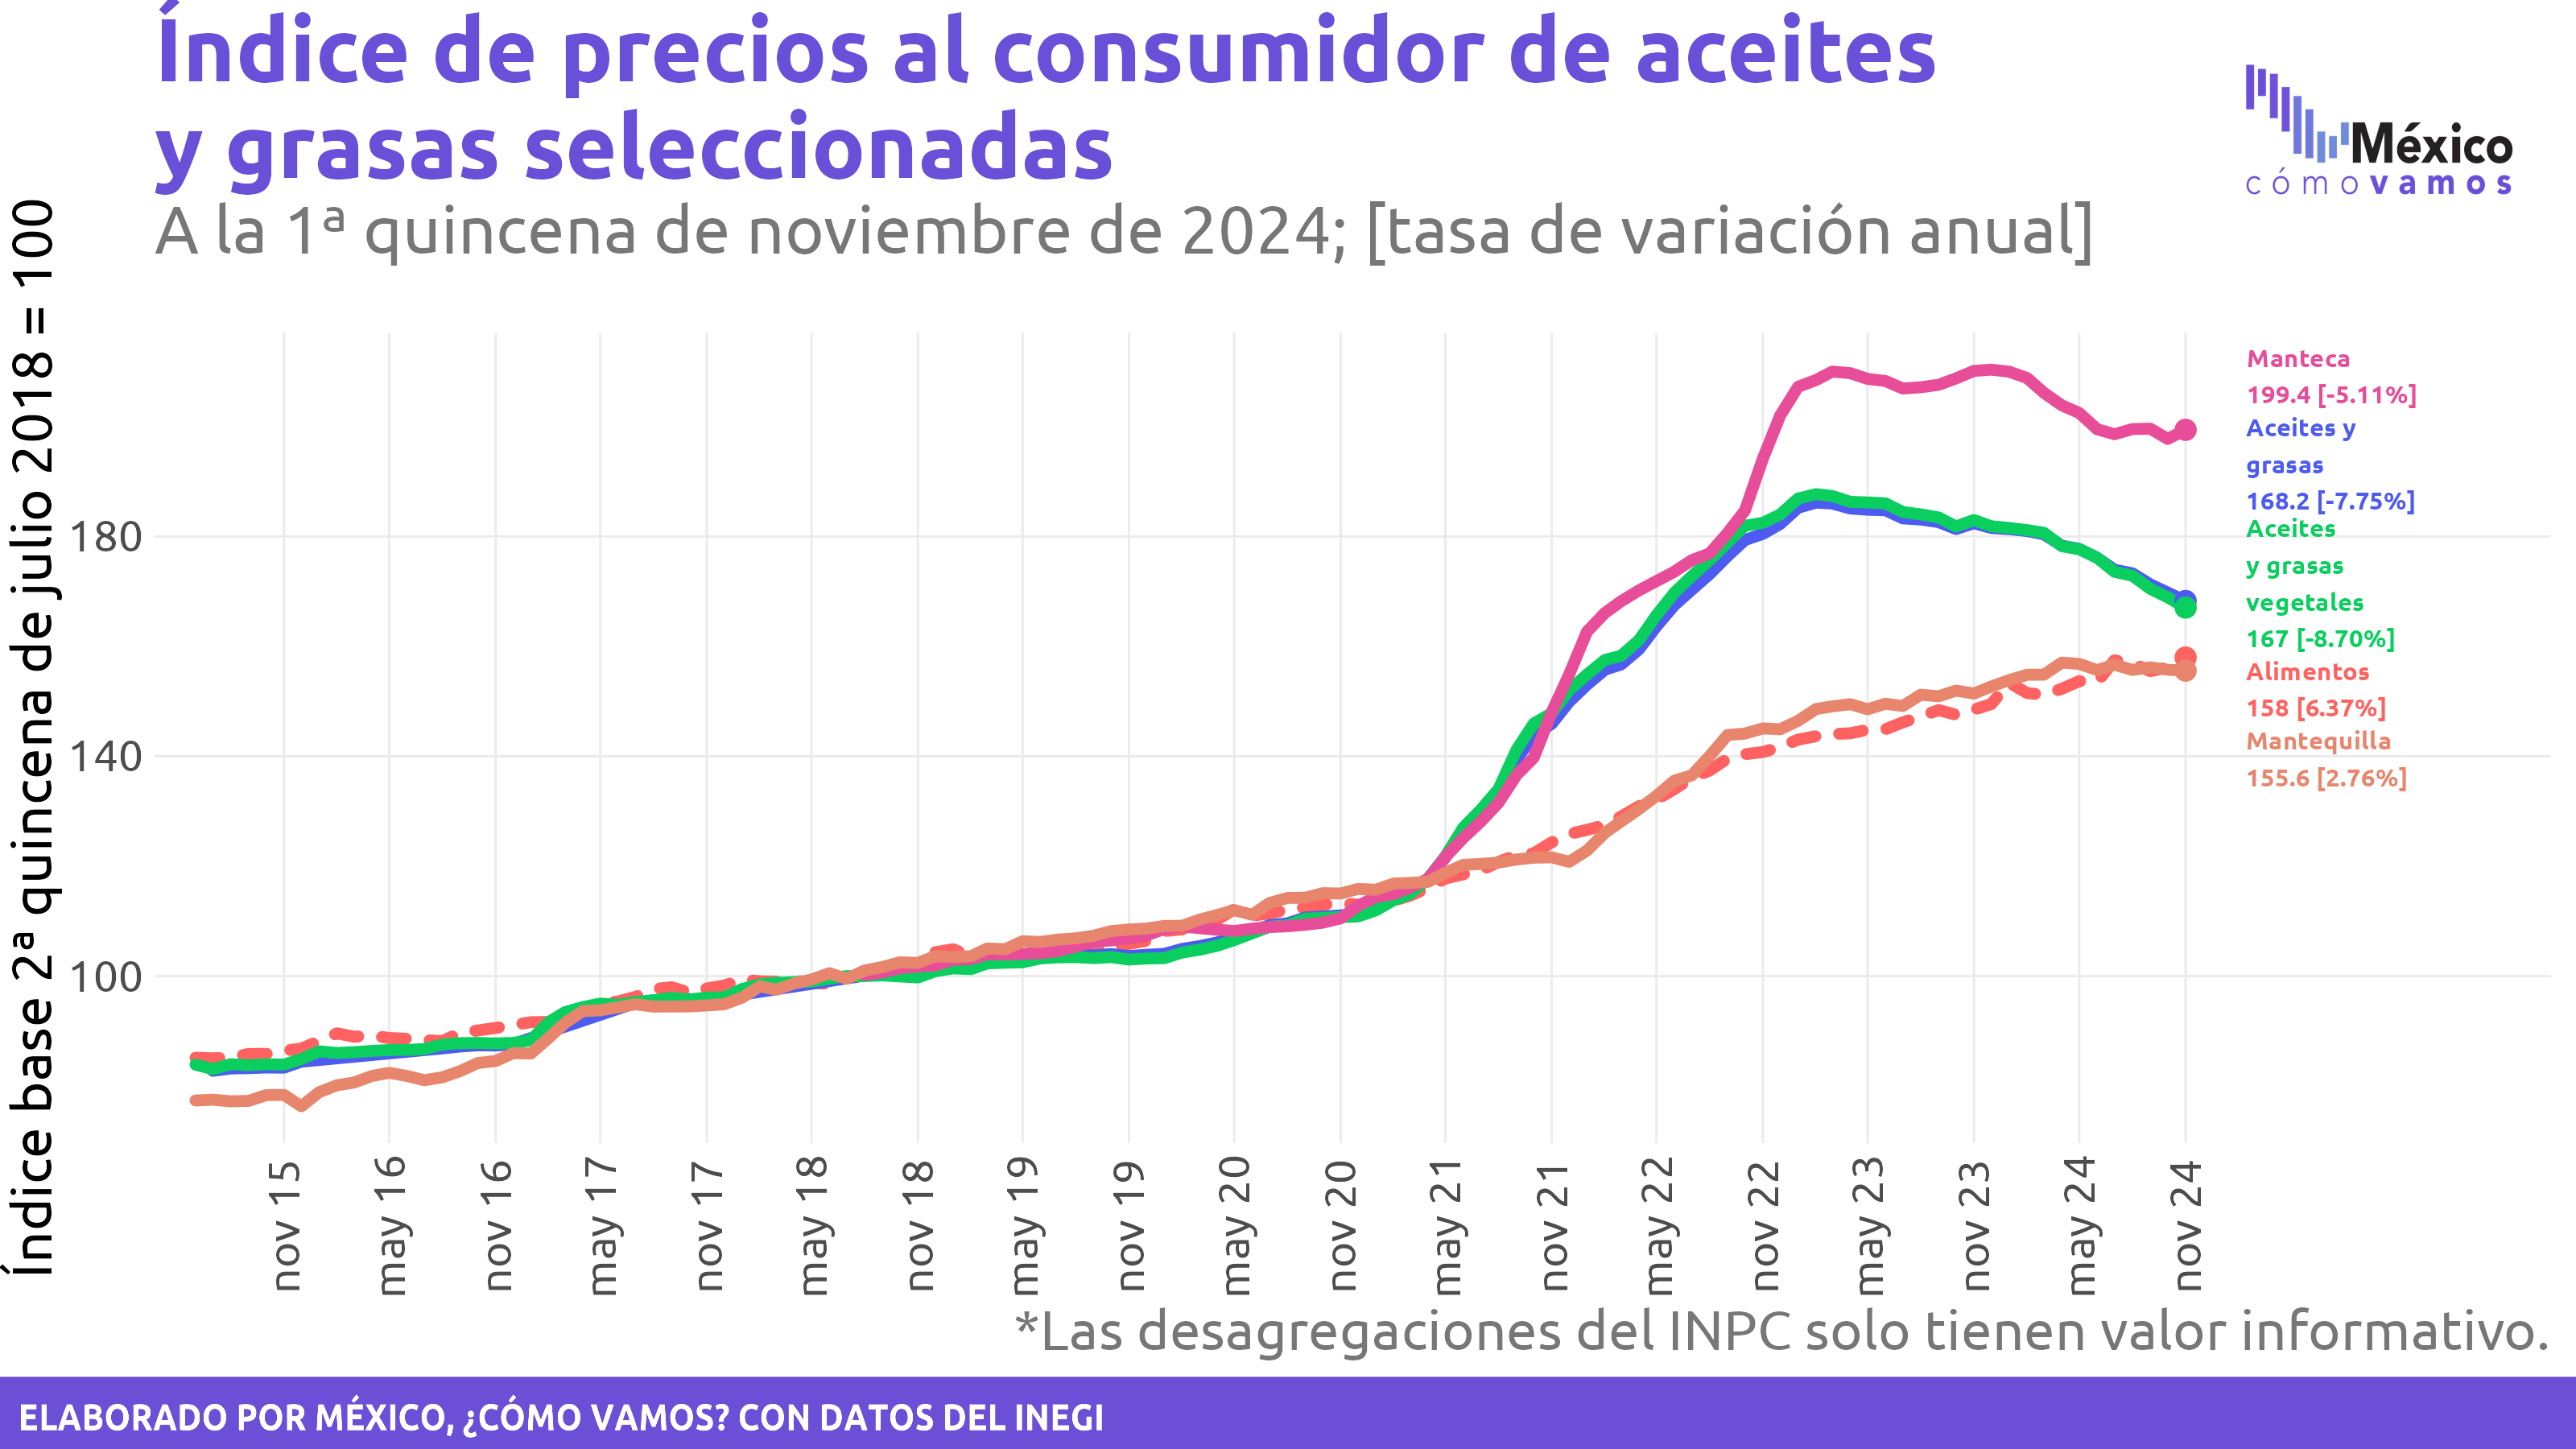 Índice de precios al consumidor de aceites
y grasas seleccionadas
A la 1ª quincena de noviembre de 2024; [tasa de variación anual]
México
cómo vamos
Índice base 2ª quincena de julio 2018 = 100
180
140
100
Manteca
199.4 [-5.11%]
Aceites y
grasas
168.2 [-7.75%]
Aceites
y grasas
vegetales
167 [-8.70%]
Alimentos
158 [6.37%]
Mantequilla
155.6 [2.76%]
nov 15
may 16
nov 16
may 17
nov 17
may 18
nov 18
may 19
nov 19
may 20
nov 20
may 21
nov 21
may 22
nov 22
may 23
nov 23
may 24
nov 24
*Las desagregaciones del INPC solo tienen valor informativo.
ELABORADO POR MÉXICO, ¿CÓMO VAMOS? CON DATOS DEL INEGI